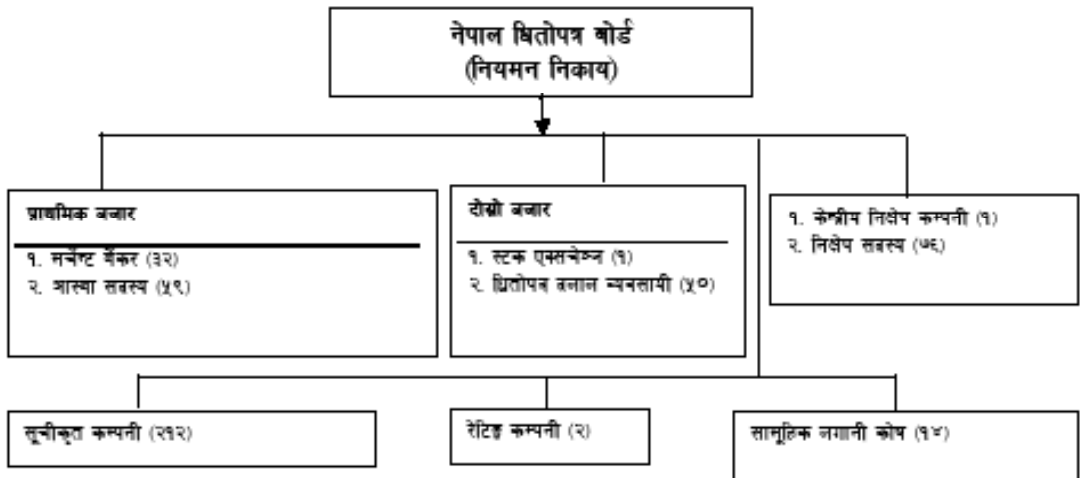 नेपाल धितोपत्र बोर्ड
(नियमन निकाय)
प्राथमिक बजार
१. मर्चेन्ट बैंकर (३२)
२. आस्वा सदस्य (५९)
दोस्रो बजार
१. स्टक एक्सचेञ्ज (१)
२. धितोपत्र दलाल व्यवसायी (५०)
१. केन्द्रीय निक्षेप कम्पनी (१)
२. निक्षेप सदस्य (७६)
सूचीकृत कम्पनी (२१२)
रेटिङ्ग कम्पनी (२)
सामूहिक लगानी कोष (१४)